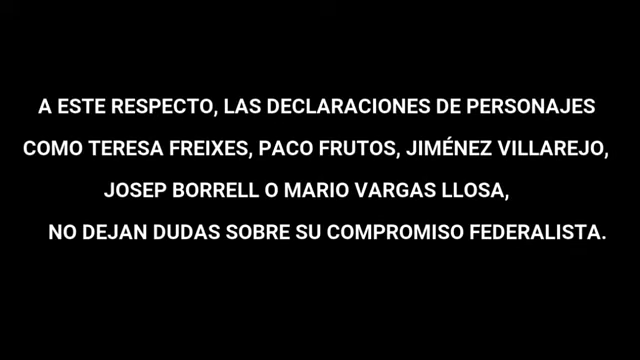 A ESTE RESPECTO, LAS DECLARACIONES DE PERSONAJES
COMO TERESA FREIXES, PACO FRUTOS, JIMÉNEZ VILLAREJO,
JOSEP BORRELL O MARIO VARGAS LLOSA,
NO DEJAN DUDAS SOBRE SU COMPROMISO FEDERALISTA.